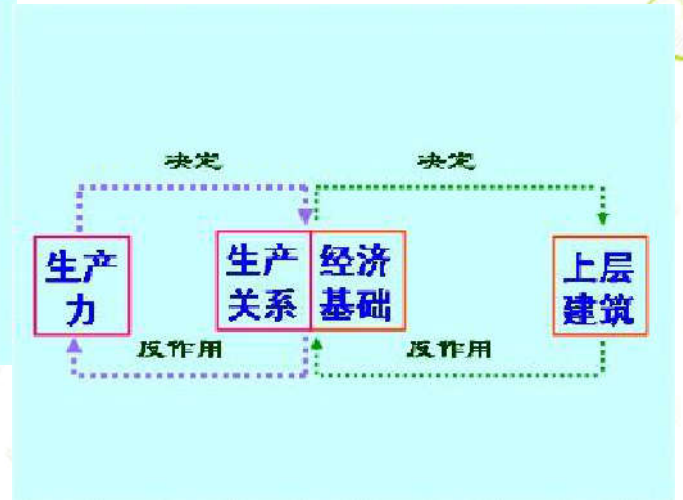 决定
决定
生产
力
生产
关系
经济
基础
上层
建筑
反作用
反作用